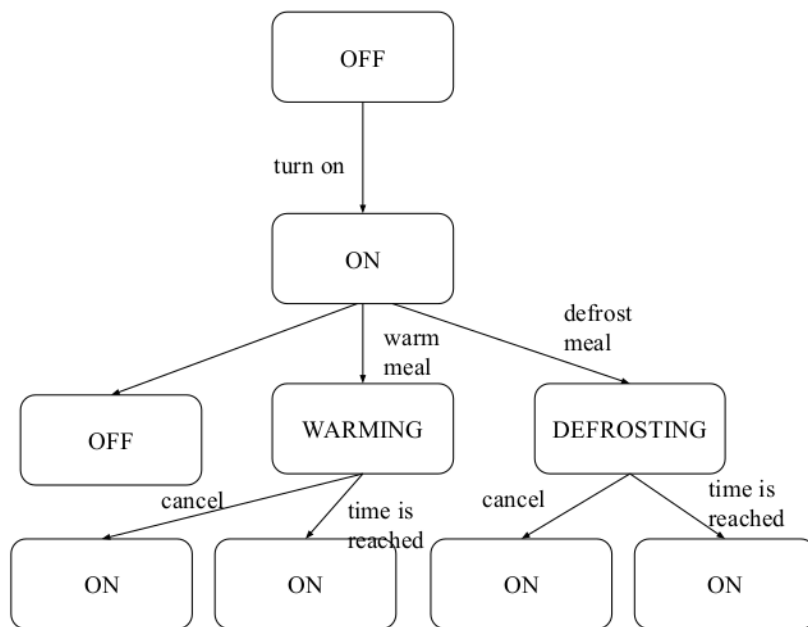 OFF
turn on
ON
defrost
meal
warm
meal
OFF
WARMING
DEFROSTING
cancel
time is
reached
cancel
time is
reached
ON
ON
ON
ON